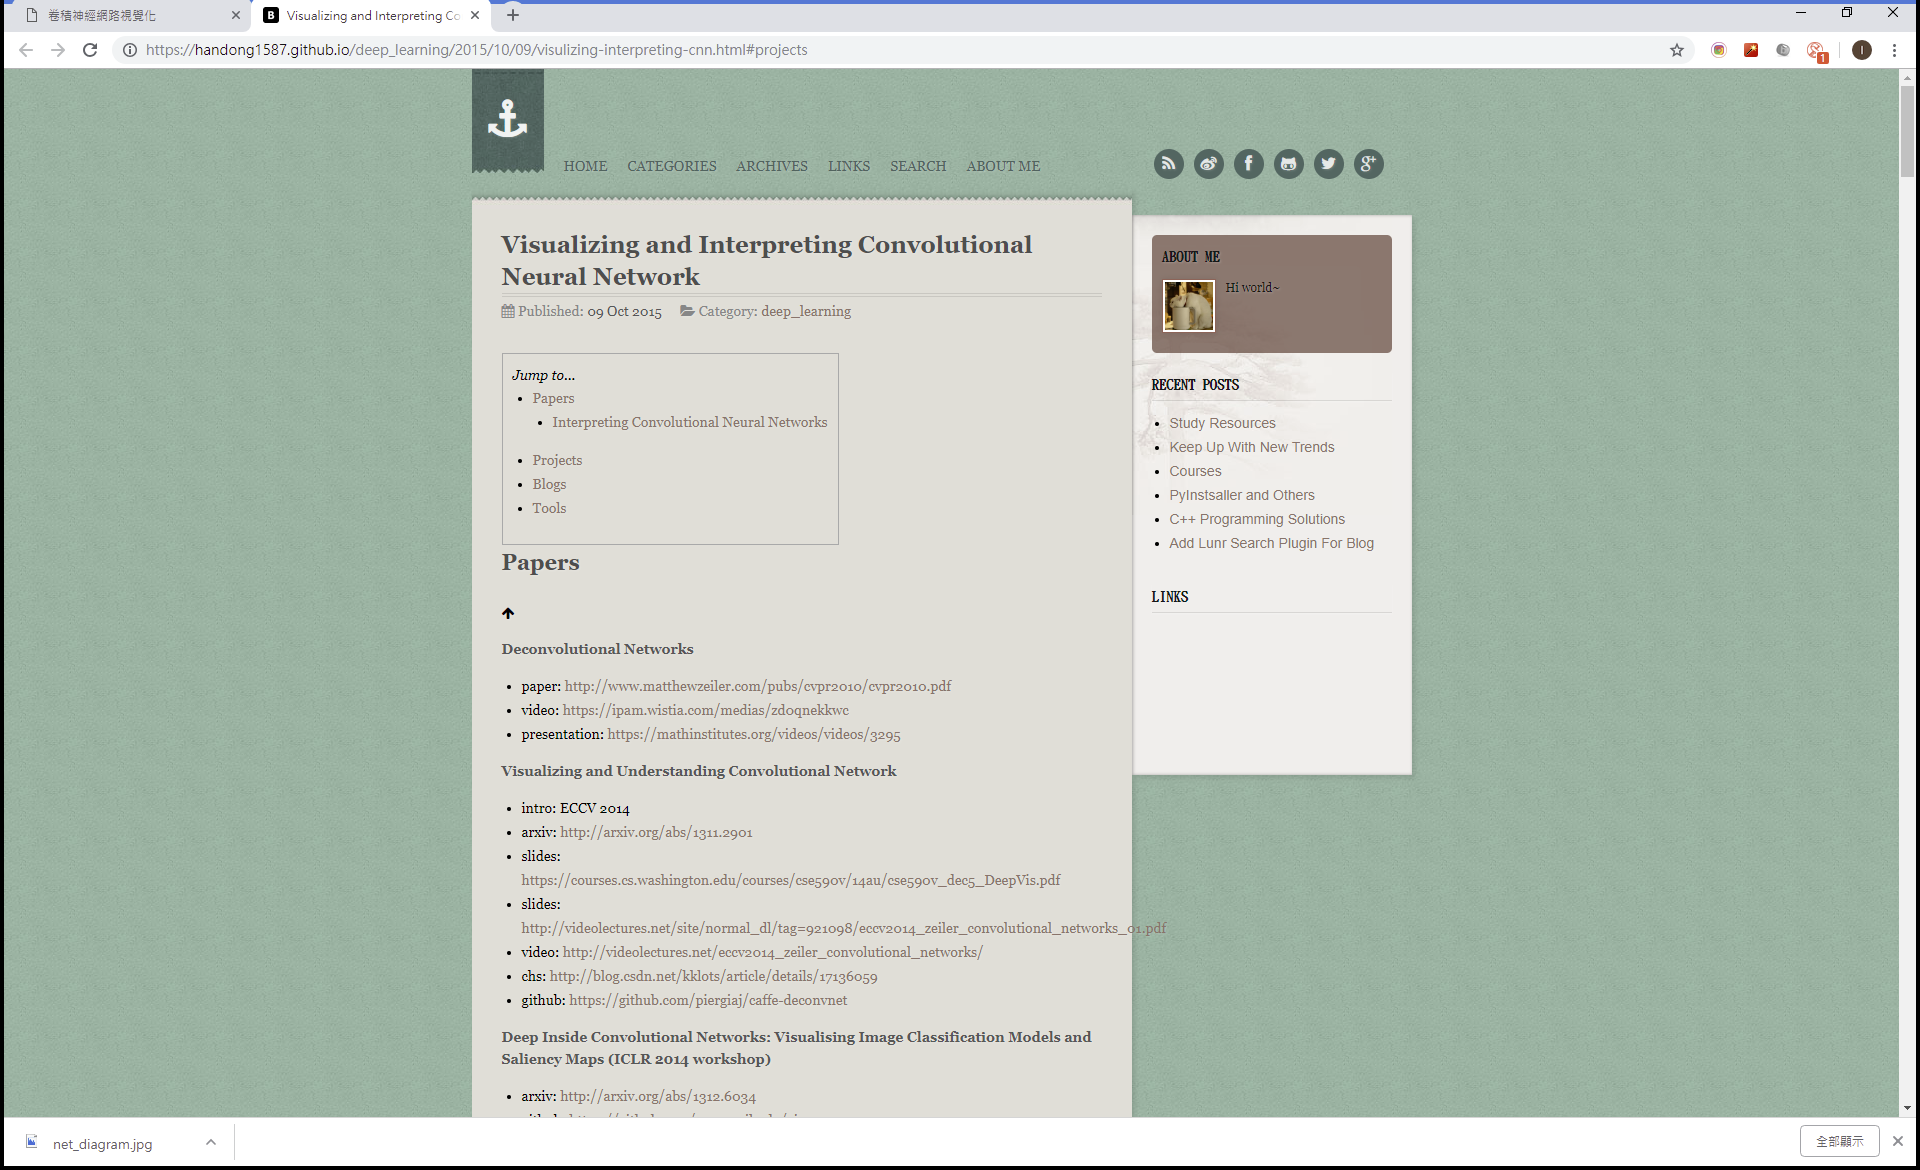 卷積神經網路視覺化
Visualizing and Interpreting Co
https://handong1587.github.io/deep_learning/2015/10/09/visulizing-interpreting-cnn.html#projects
1
I
HOME CATEGORIES ARCHIVES LINKS SEARCH ABOUT ME
Visualizing and Interpreting Convolutional
Neural Network
Published: 09 Oct 2015 Category: deep_learning
Jump to...
Papers
Interpreting Convolutional Neural Networks
Projects
Blogs
Tools
Papers
Deconvolutional Networks
paper: http://www.matthewzeiler.com/pubs/cvpr2010/cvpr2010.pdf
video: https://ipam.wistia.com/medias/zd0qnekkwc
presentation: https://mathinstitutes.org/videos/videos/3295
Visualizing and Understanding Convolutional Network
intro: ECCV 2014
arxiv: http://arxiv.org/abs/1311.2901
slides:
https://courses.cs.washington.edu/courses/cse590v/14au/cse590v_dec5_DeepVis.pdf
slides:
http://videolectures.net/site/normal_dl/tag=921098/eccv2014_zeiler_convolutional_networks_01.pdf
video: http://videolectures.net/eccv2014_zeiler_convolutional_networks/
chs: http://blog.csdn.net/kklots/article/details/17136059
github: https://github.com/piergiaj/caffe-deconvnet
Deep Inside Convolutional Networks: Visualising Image Classification Models and
Saliency Maps (ICLR 2014 workshop)
arxiv: http://arxiv.org/abs/1312.6034
ABOUT ME
Hi world~
RECENT POSTS
Study Resources
Keep Up With New Trends
Courses
PyInstsaller and Others
C++ Programming Solutions
Add Lunr Search Plugin For Blog
LINKS
net_diagram.jpg
全部顯示